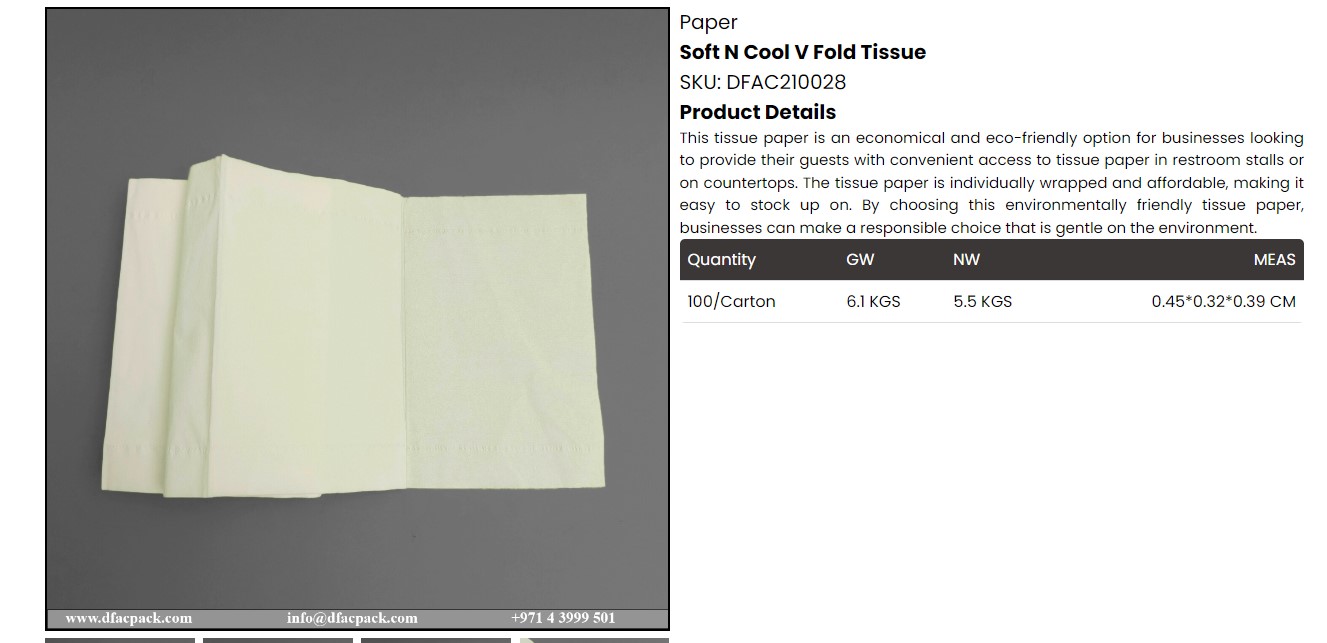 Paper
Soft N Cool V Fold Tissue
SKU: DFAC210028
Product Details
This tissue paper is an economical and eco-friendly option for businesses looking
to provide their guests with convenient access to tissue paper in restroom stalls or
on countertops. The tissue paper is individually wrapped and affordable, making it
easy to stock up on. By choosing this environmentally friendly tissue paper,
businesses can make a responsible choice that is gentle on the environment.
Quantity GW NW MEAS
100/Carton 6.1 KGS 5.5 KGS 0.45*0.32*0.39 CM
www.dfacpack.com info@dfacpack.com +971 4 3999 501